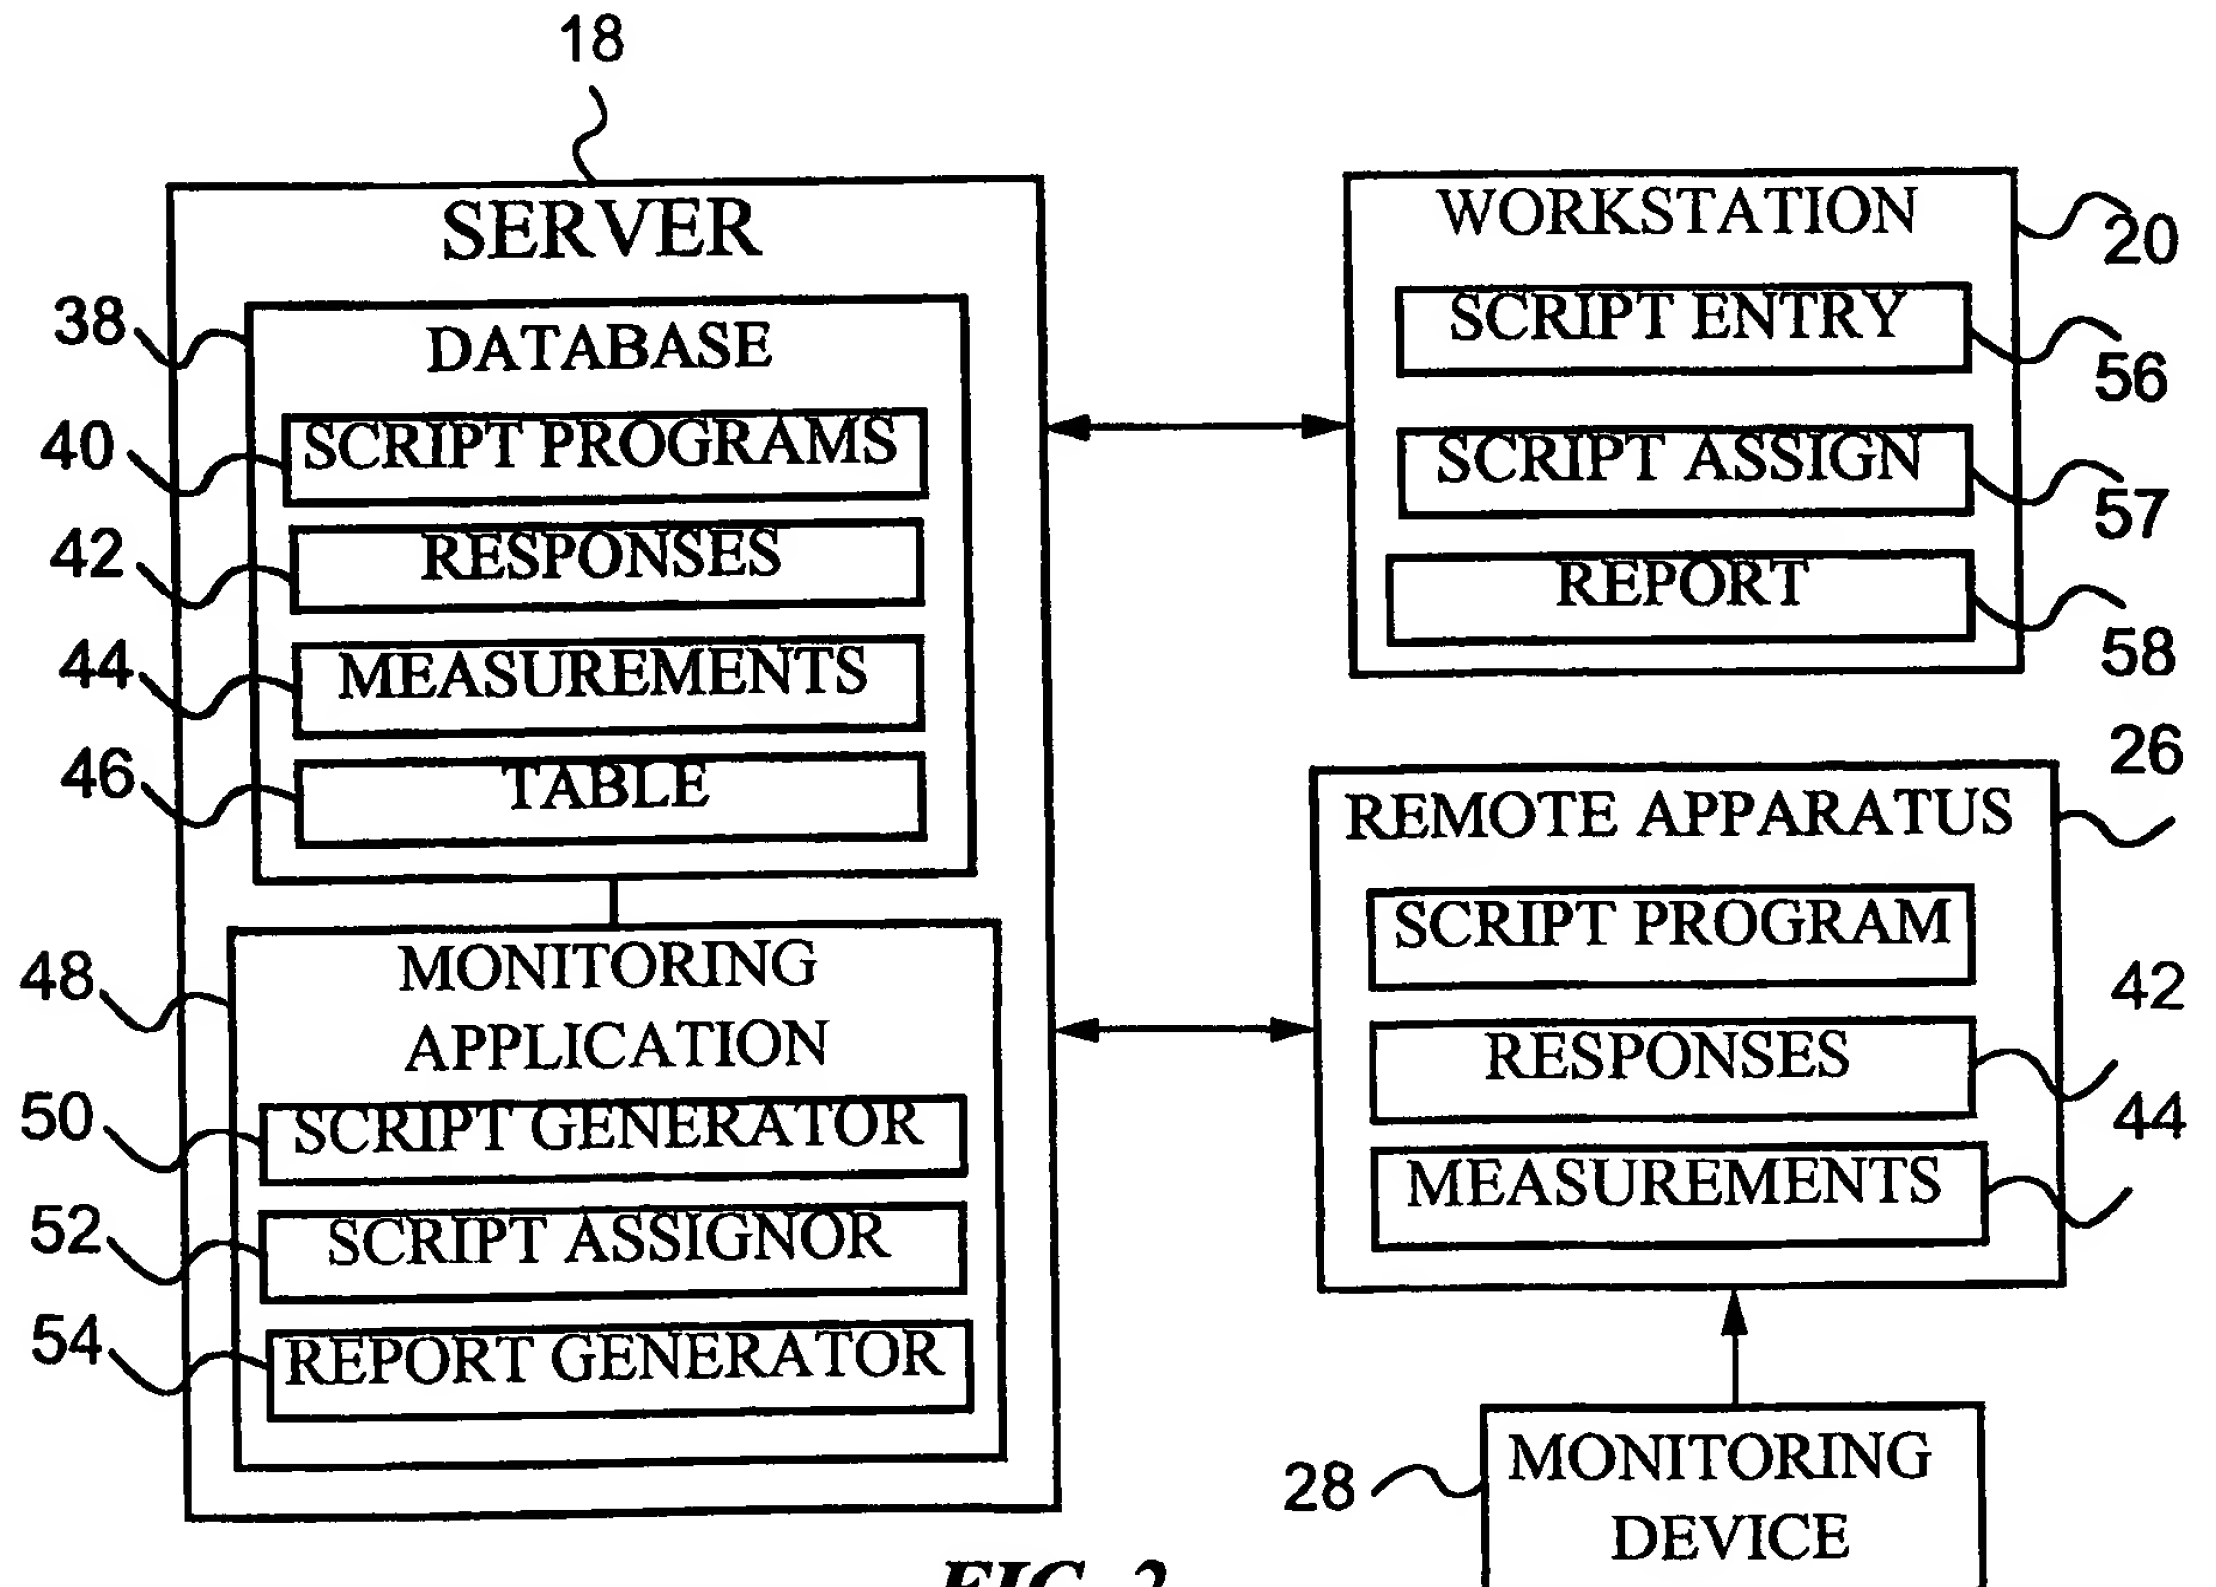 18
SERVER
38
DATABASE
40
SCRIPT PROGRAMS
42
RESPONSES
44
MEASUREMENTS
46
TABLE
48
MONITORING
APPLICATION
50
SCRIPT GENERATOR
52
SCRIPT ASSIGNOR
54
REPORT GENERATOR
WORKSTATION
20
SCRIPT ENTRY
56
SCRIPT ASSIGN
57
REPORT
58
26
REMOTE APPARATUS
SCRIPT PROGRAM
42
RESPONSES
44
MEASUREMENTS
28
MONITORING
DEVICE
FIG. 2